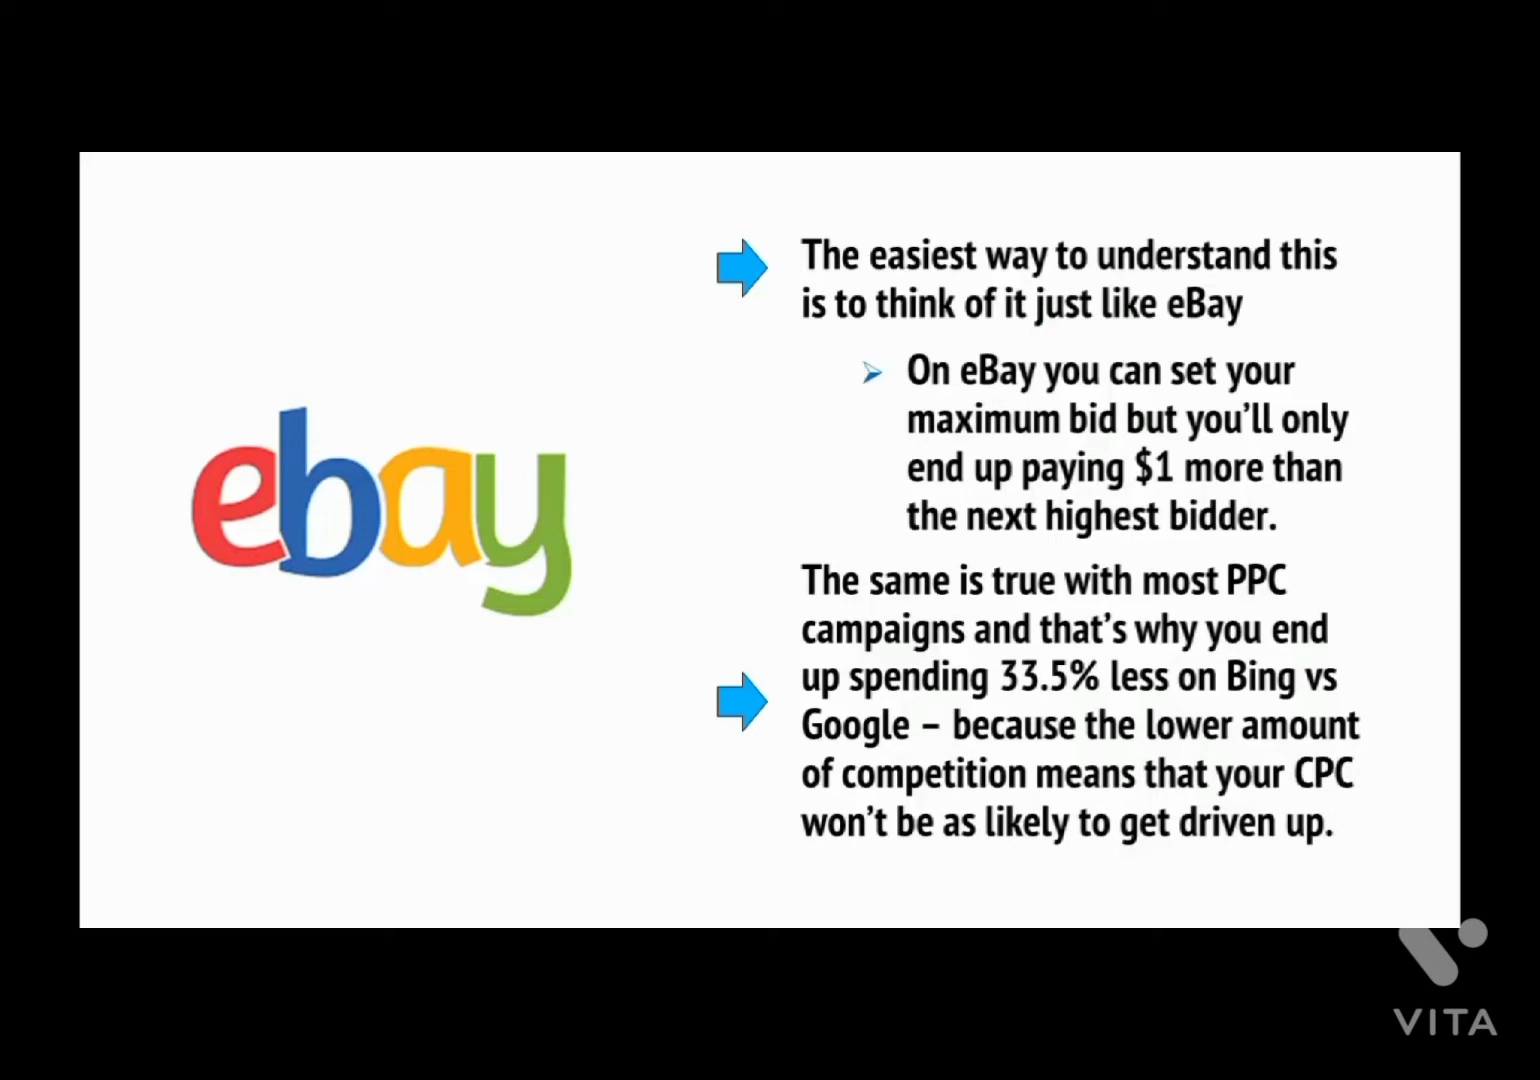 ebay
The easiest way to understand this
is to think of it just like eBay
On eBay you can set your
maximum bid but you’ll only
end up paying $1 more than
the next highest bidder.
The same is true with most PPC
campaigns and that’s why you end
up spending 33.5% less on Bing vs
Google – because the lower amount
of competition means that your CPC
won’t be as likely to get driven up.
VITA